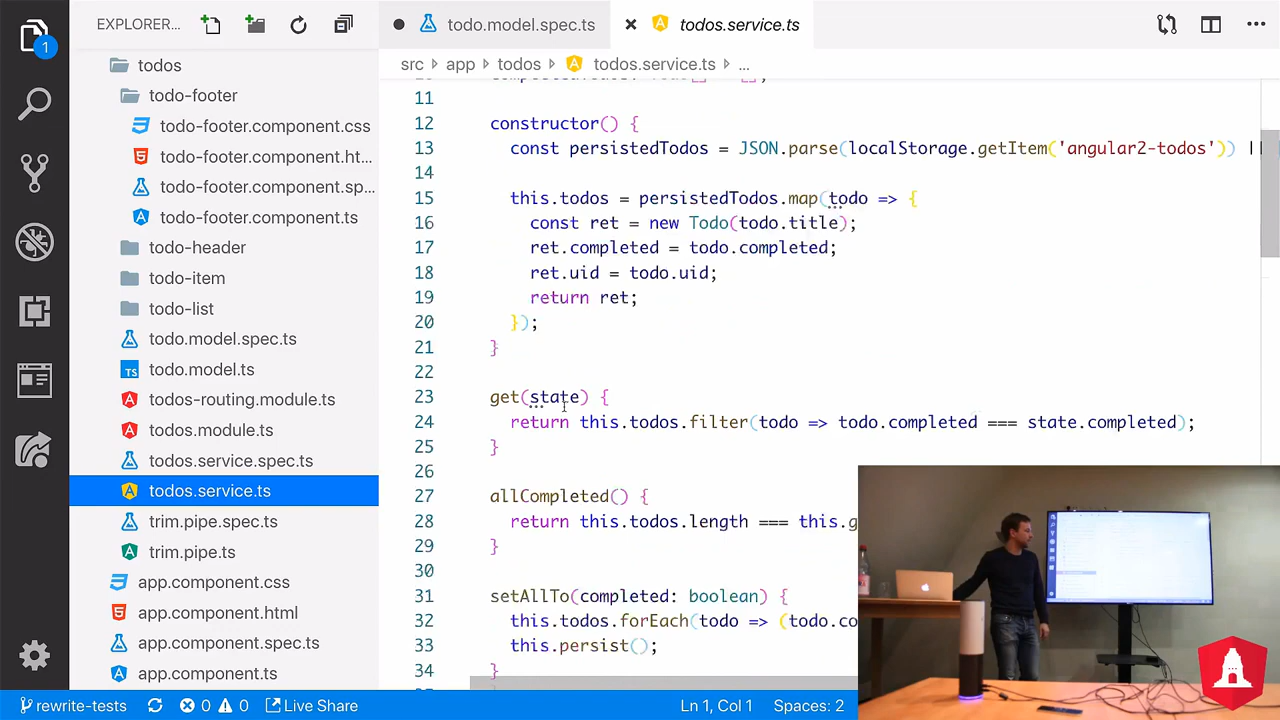 EXPLORER...
todo.model.spec.ts
todos.service.ts
src app todos todos.service.ts ...
todos
todo-footer
todo-footer.component.css
todo-footer.component.ht...
todo-footer.component.sp...
todo-footer.component.ts
todo-header
todo-item
todo-list
todo.model.spec.ts
TS todo.model.ts
todos-routing.module.ts
todos.module.ts
todos.service.spec.ts
todos.service.ts
trim.pipe.spec.ts
trim.pipe.ts
app.component.css
app.component.html
app.component.spec.ts
app.component.ts
1
11
12 constructor() {
13 const persistedTodos = JSON.parse(localStorage.getItem('angular2-todos')) ||
14
15 this.todos = persistedTodos.map(todo => {
16 const ret = new Todo(todo.title);
17 ret.completed = todo.completed;
18 ret.uid = todo.uid;
19 return ret;
20 });
21 }
22
23 get(state) {
24 return this.todos.filter(todo => todo.completed === state.completed);
25 }
26
27 allCompleted() {
28 return this.todos.length === this.g
29 }
30
31 setAllTo(completed: boolean) {
32 this.todos.forEach(todo => (todo.co
33 this.persist();
34 }
rewrite-tests 0 0 Live Share Ln 1, Col 1 Spaces: 2